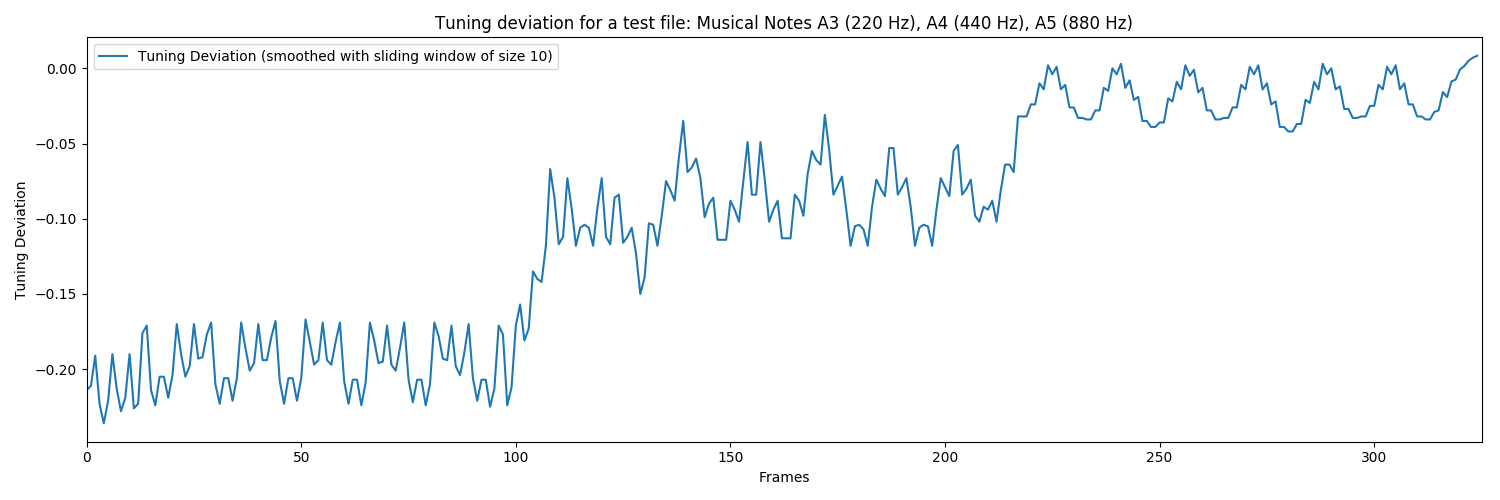 Tuning deviation for a test file: Musical Notes A3 (220 Hz), A4 (440 Hz), A5 (880 Hz)
Tuning Deviation (smoothed with sliding window of size 10)
0.00
−0.05
−0.10
−0.15
−0.20
Tuning Deviation
0 50 100 150 200 250 300
Frames